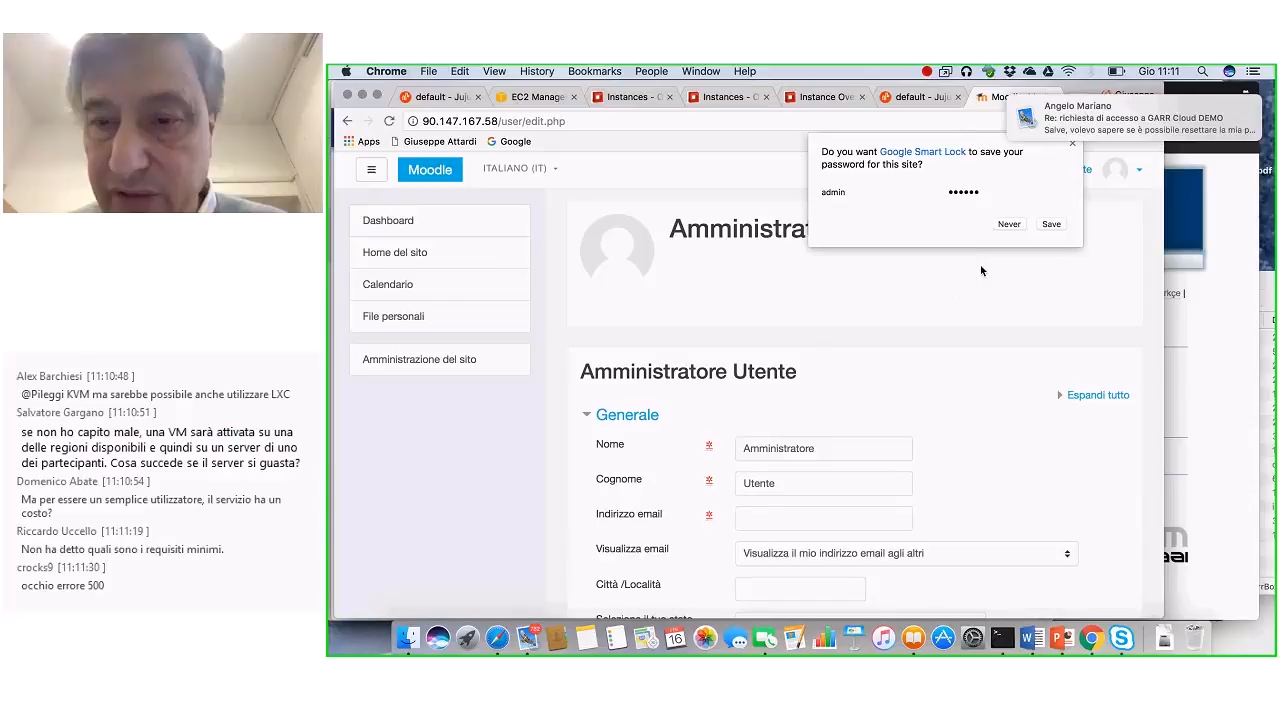 Chrome File Edit View History Bookmarks People Window Help
Gio 11:11
default - Juju
EC2 Manage
Instances - O
Instances - O
Instance Ove
default - Juju
Angelo Mariano
Re: richiesta di accesso a GARR Cloud DEMO
Salve, volevo sapere se è possibile resettare la mia p...
90.147.167.58/user/edit.php
Apps Giuseppe Attardi Google
Do you want Google Smart Lock to save your
password for this site?
admin ••••••
Never Save
Moodle ITALIANO (IT)
Dashboard
Home del sito
Calendario
File personali
Amministrazione del sito
Amministrat
Amministratore Utente
Espandi tutto
Generale
Nome Amministratore
Cognome Utente
Indirizzo email
Visualizza email Visualizza il mio indirizzo email agli altri
Città /Località
Alex Barchiesi [11:10:48 ]
@Pileggi KVM ma sarebbe possibile anche utilizzare LXC
Salvatore Gargano [11:10:51 ]
se non ho capito male, una VM sarà attivata su una
delle regioni disponibili e quindi su un server di uno
dei partecipanti. Cosa succede se il server si guasta?
Domenico Abate [11:10:54 ]
Ma per essere un semplice utilizzatore, il servizio ha un
costo?
Riccardo Uccello [11:11:19 ]
Non ha detto quali sono i requisiti minimi.
crocks9 [11:11:30 ]
occhio errore 500